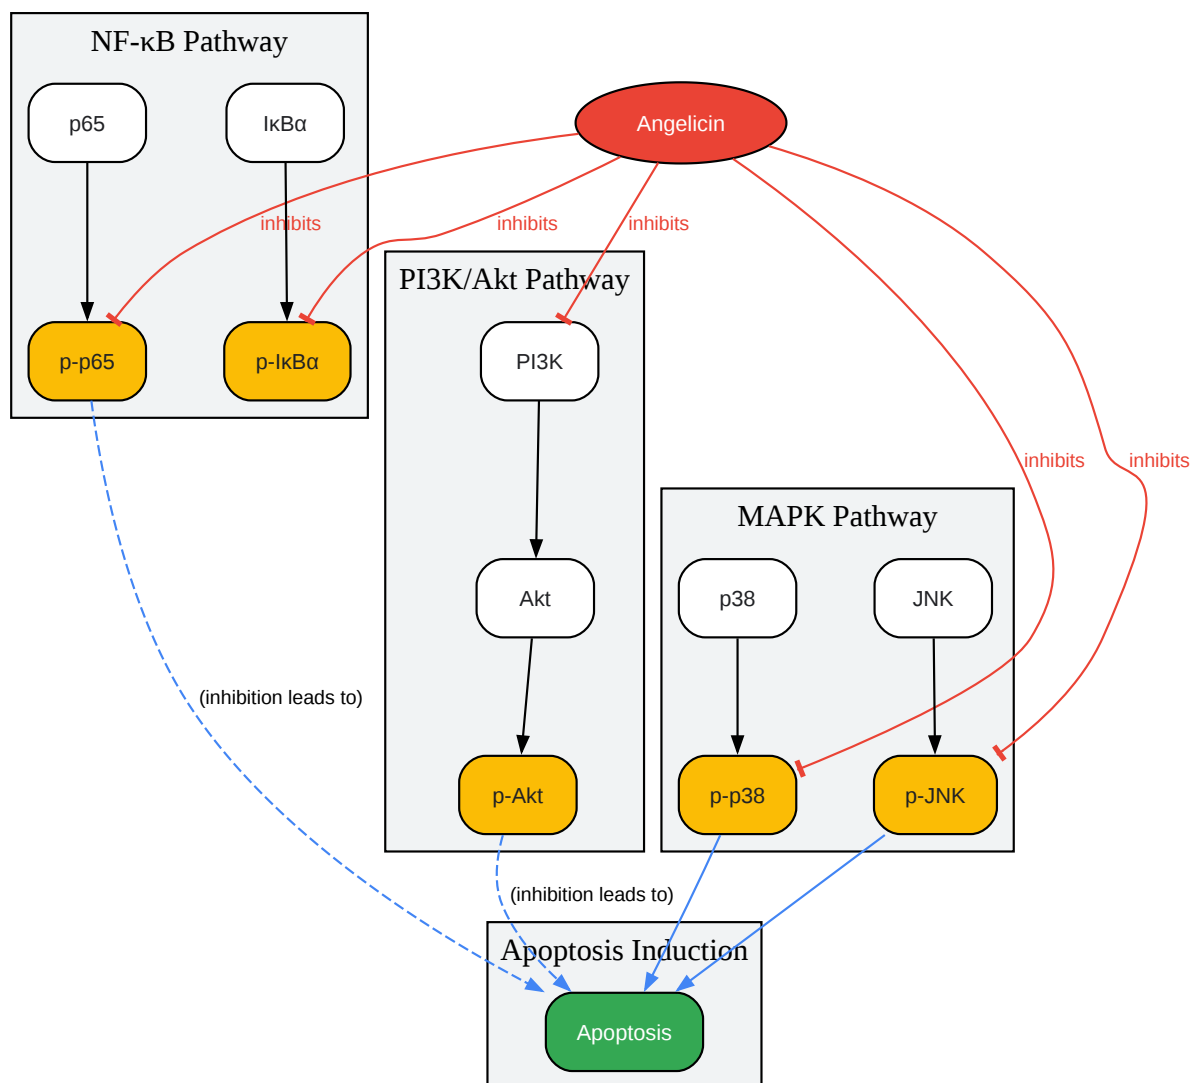 NF-κB Pathway
p65
IκBα
Angelicin
inhibits
inhibits
inhibits
PI3K/Akt Pathway
p-p65
p-IκBα
PI3K
inhibits
inhibits
MAPK Pathway
Akt
p38
JNK
(inhibition leads to)
p-Akt
p-p38
p-JNK
(inhibition leads to)
Apoptosis Induction
Apoptosis